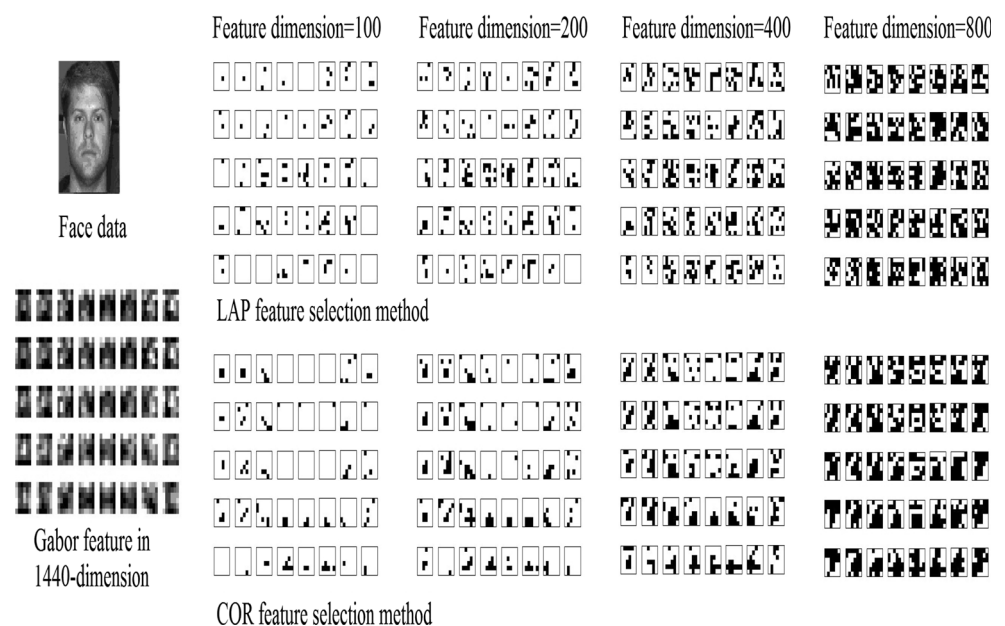 Feature dimension=100
Feature dimension=200
Feature dimension=400
Feature dimension=800
Face data
LAP feature selection method
Gabor feature in
1440-dimension
COR feature selection method